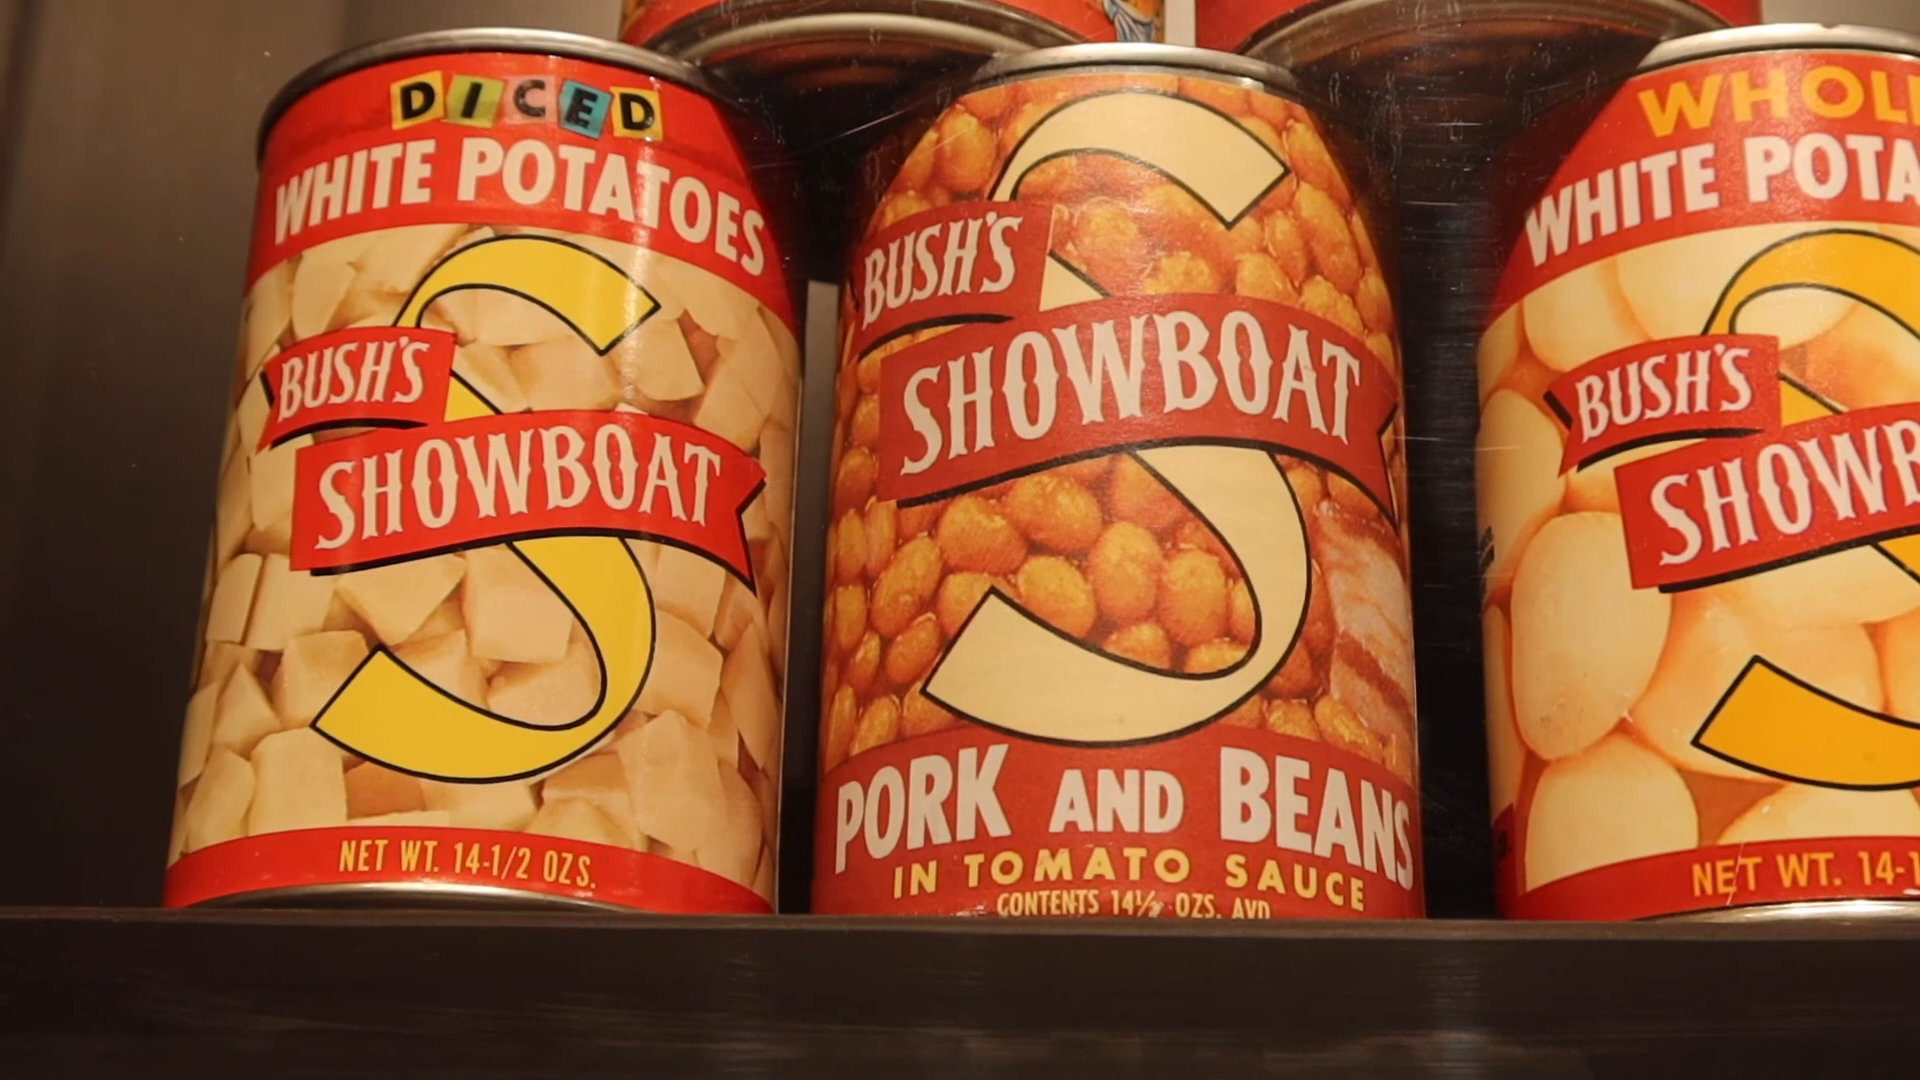 DICED
WHITE POTATOES
BUSH'S
SHOWBOAT
NET WT. 14-1/2 OZS.
BUSH'S
SHOWBOAT
PORK AND BEANS
IN TOMATO SAUCE
CONTENTS 14½ OZS. AVD.
WHOL
WHITE POTA
BUSH'S
SHOWB
NET WT. 14-1